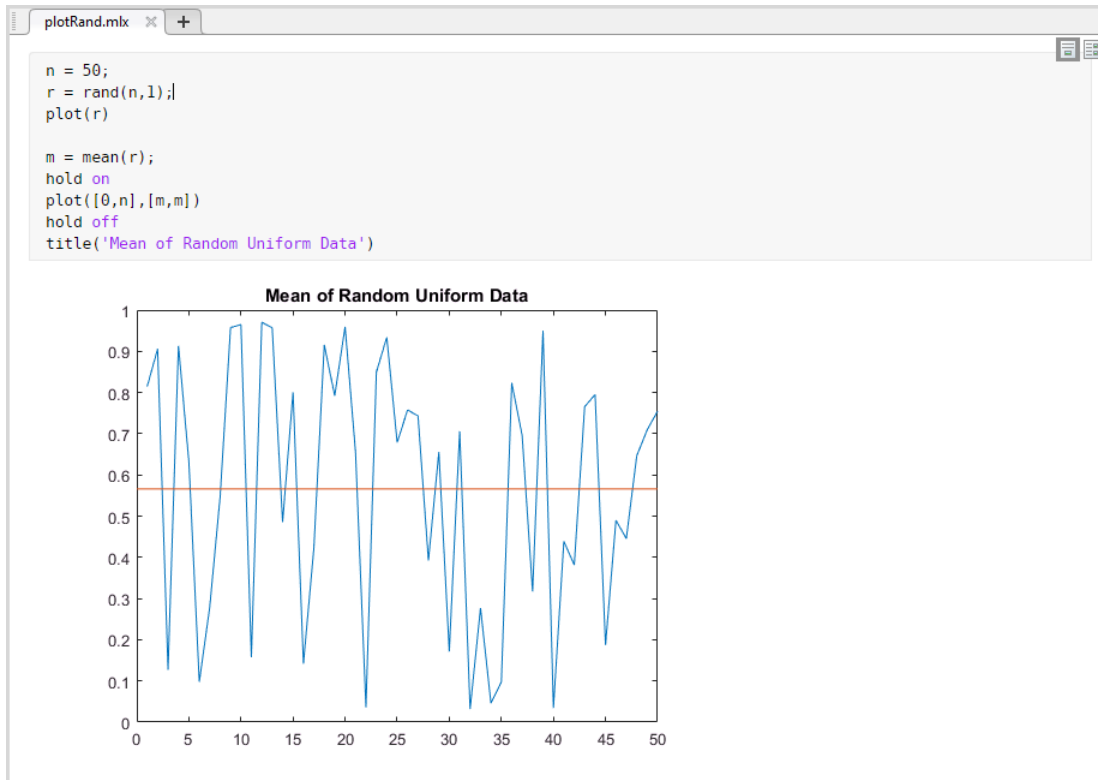 plotRand.mlx
n = 50;
r = rand(n,1);
plot(r)
m = mean(r);
hold on
plot([0,n],[m,m])
hold off
title('Mean of Random Uniform Data')
Mean of Random Uniform Data
1
0.9
0.8
0.7
0.6
0.5
0.4
0.3
0.2
0.1
0
0 5 10 15 20 25 30 35 40 45 50